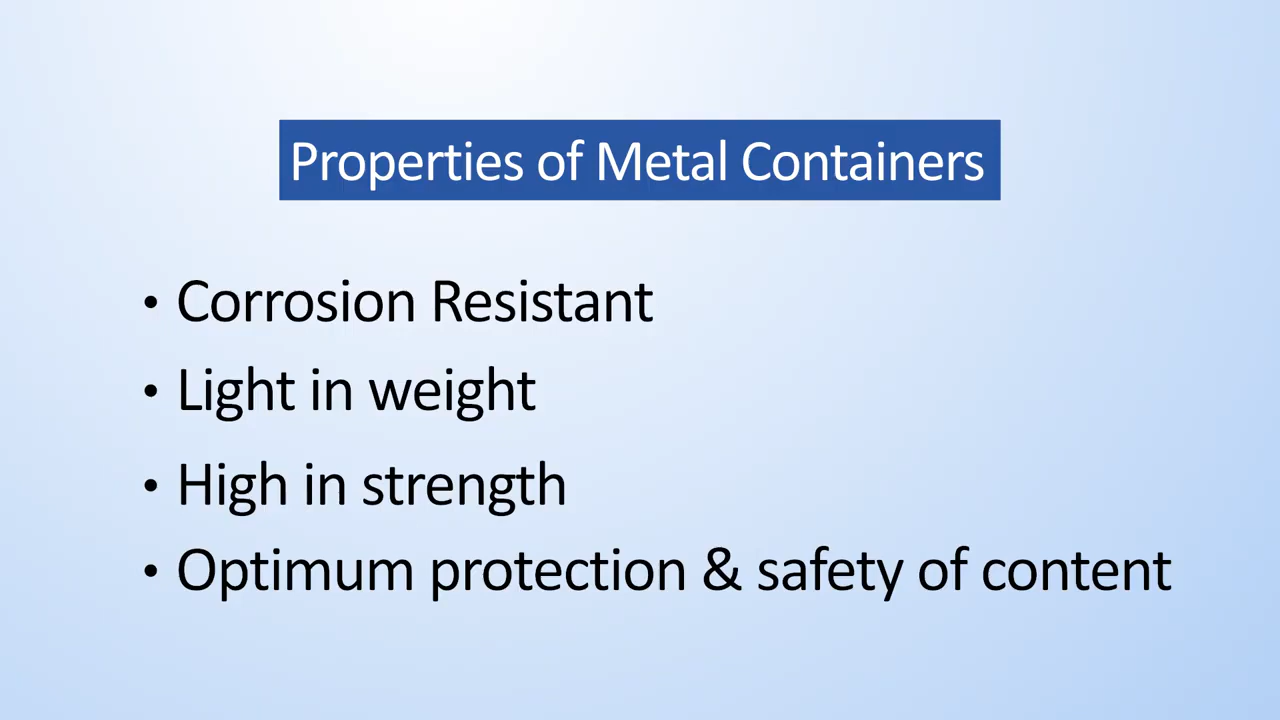 Properties of Metal Containers
• Corrosion Resistant
• Light in weight
• High in strength
• Optimum protection & safety of content